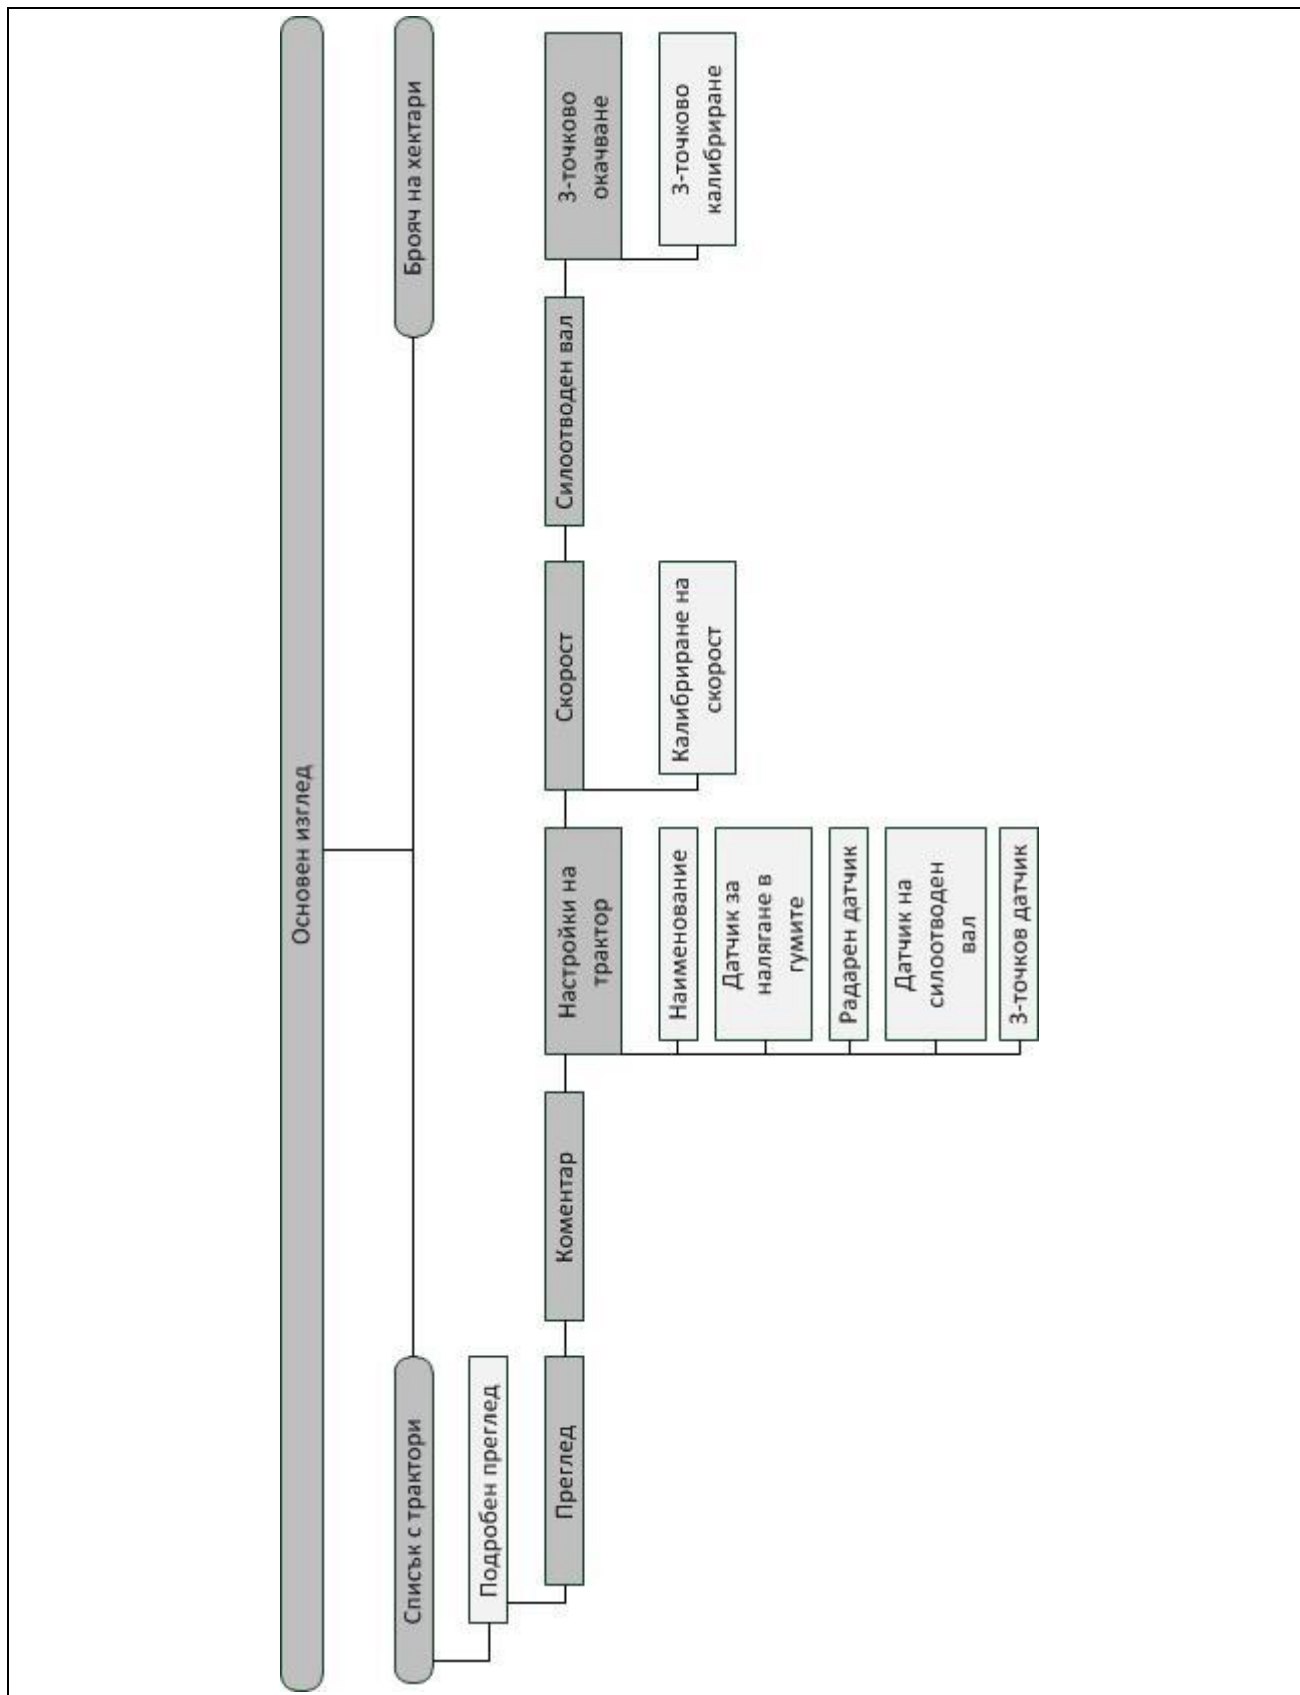 Основен изглед
Списък с трактори
Брояч на хектари
Подробен преглед
Преглед
Коментар
Настройки на
трактор
Скорост
Силоотводен вал
3-точково
окачване
Наименование
Датчик за
налягане в
гумите
Радарен датчик
Датчик на
силоотводен
вал
3-точков датчик
Калибриране на
скорост
3-точково
калибриране